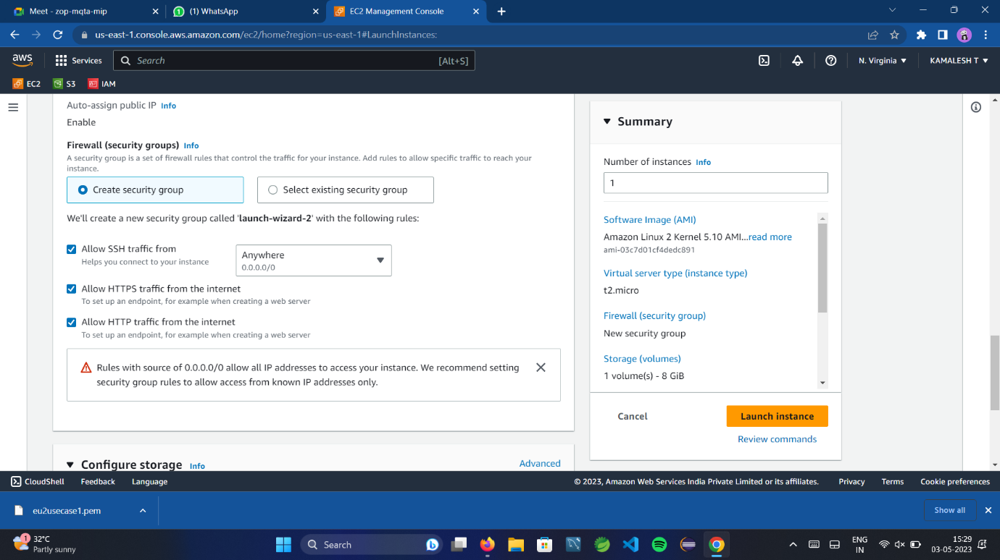 Meet - zop-mqta-mip
(1) WhatsApp
EC2 Management Console
us-east-1.console.aws.amazon.com/ec2/home?region=us-east-1#LaunchInstances:
aws
Services
Search
[Alt+S]
N. Virginia
KAMALESH T
EC2
S3
IAM
Auto-assign public IP Info
Enable
Firewall (security groups) Info
A security group is a set of firewall rules that control the traffic for your instance. Add rules to allow specific traffic to reach your
instance.
Create security group
Select existing security group
We'll create a new security group called 'launch-wizard-2' with the following rules:
Allow SSH traffic from
Helps you connect to your instance
Anywhere
0.0.0.0/0
Allow HTTPS traffic from the internet
To set up an endpoint, for example when creating a web server
Allow HTTP traffic from the internet
To set up an endpoint, for example when creating a web server
Rules with source of 0.0.0.0/0 allow all IP addresses to access your instance. We recommend setting
security group rules to allow access from known IP addresses only.
Configure storage Info
Advanced
Summary
Number of instances Info
1
Software Image (AMI)
Amazon Linux 2 Kernel 5.10 AMI...read more
ami-03c7d01cf4dedc891
Virtual server type (instance type)
t2.micro
Firewall (security group)
New security group
Storage (volumes)
1 volume(s) - 8 GiB
Cancel
Launch instance
Review commands
CloudShell
Feedback
Language
© 2023, Amazon Web Services India Private Limited or its affiliates.
Privacy
Terms
Cookie preferences
eu2usecase1.pem
Show all
1
32°C
Partly sunny
Search
ENG
IN
15:29
03-05-2023